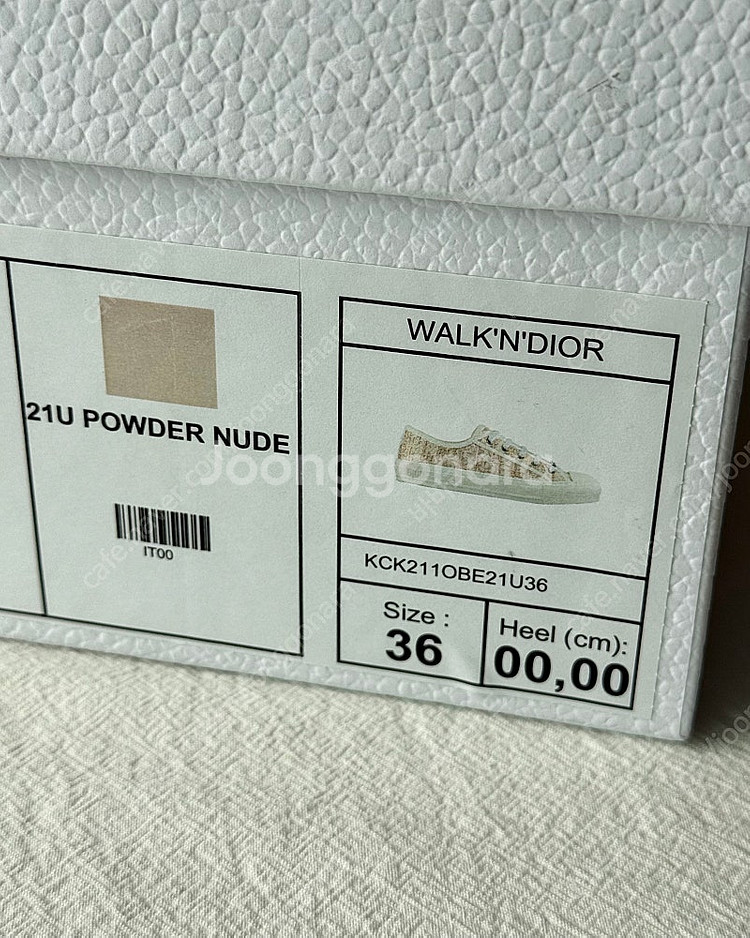 21U POWDER NUDE
IT00
WALK'N'DIOR
KCK211OBE21U36
Size :
36
Heel (cm):
00,00
Joonggonara